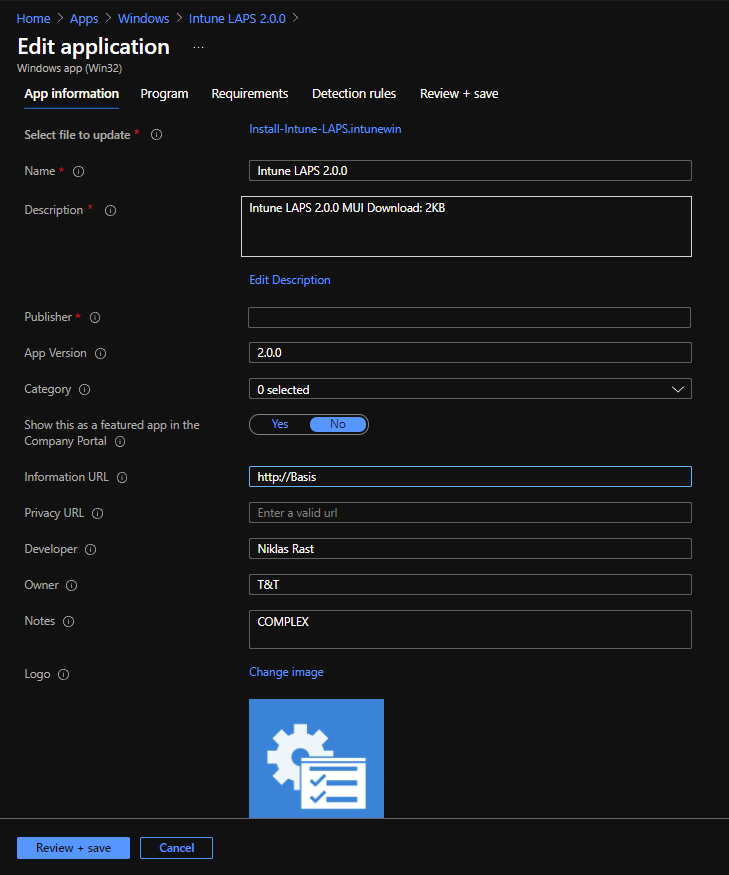 Home > Apps > Windows > Intune LAPS 2.0.0 >
Edit application ...
Windows app (Win32)
App information Program Requirements Detection rules Review + save
Select file to update * Install-Intune-LAPS.intunewin
Name * Intune LAPS 2.0.0
Description * Intune LAPS 2.0.0 MUI Download: 2KB
Edit Description
Publisher *
App Version 2.0.0
Category 0 selected
Show this as a featured app in the Yes No
Company Portal
Information URL http://Basis
Privacy URL Enter a valid url
Developer Niklas Rast
Owner T&T
Notes COMPLEX
Logo Change image
Review + save Cancel